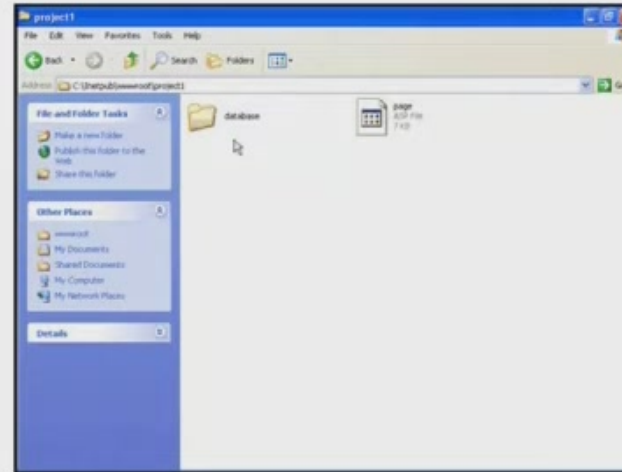 project1
File Edit View Favorites Tools Help
Back Search Folders
Address C:\Inetpub\wwwroot\project1 Go
File and Folder Tasks
Make a new folder
Publish this folder to the
Web
Share this folder
Other Places
wwwroot
My Documents
Shared Documents
My Computer
My Network Places
Details
database
page
ASP File
7 KB